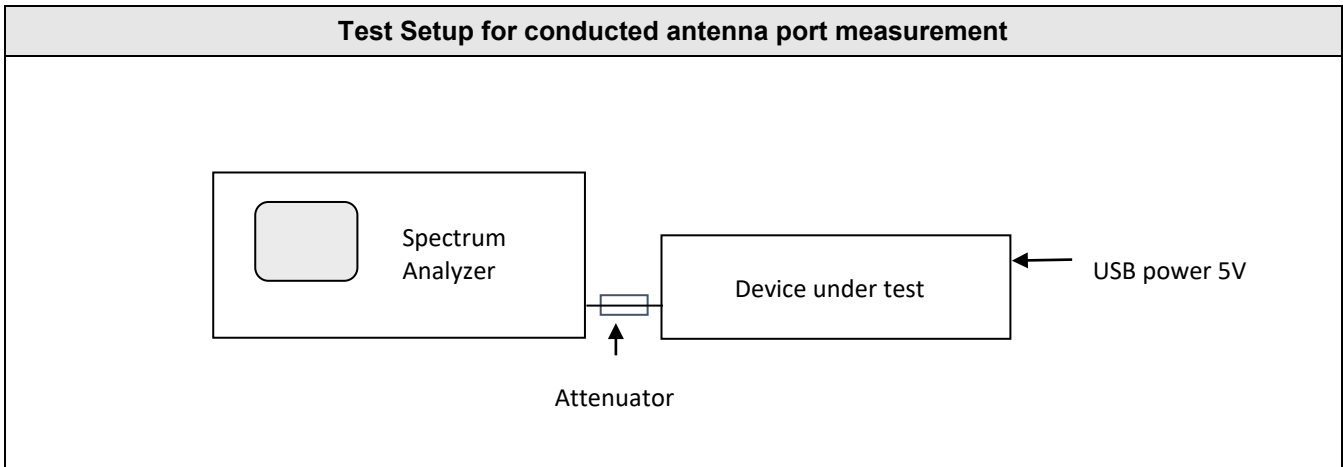 Test Setup for conducted antenna port measurement
Spectrum
Analyzer
Device under test
USB power 5V
Attenuator